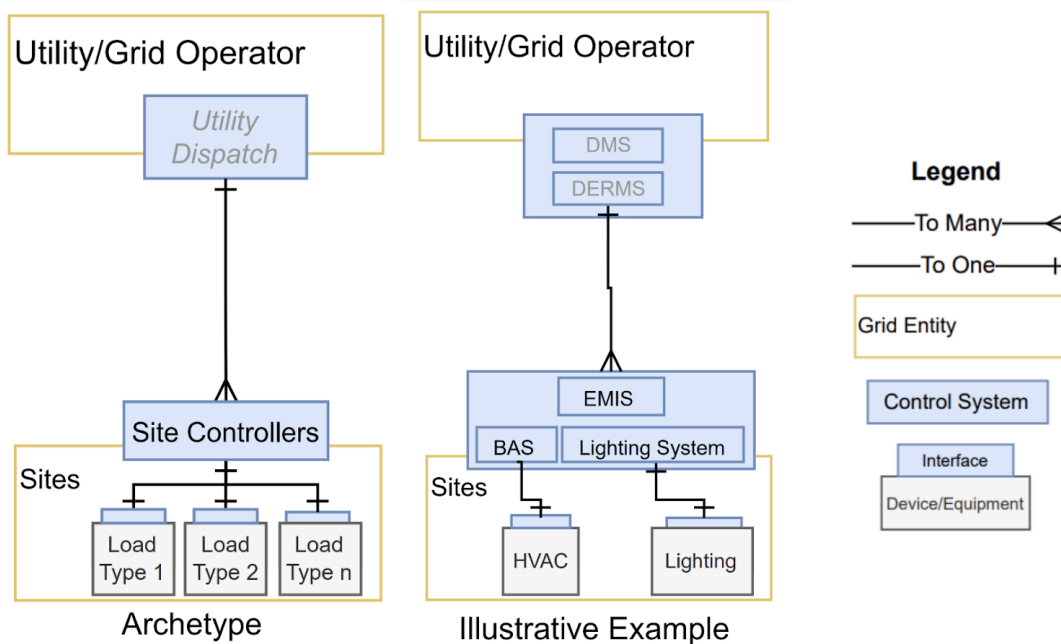 Utility/Grid Operator
Utility
Dispatch
Site Controllers
Sites
Load
Type 1
Load
Type 2
Load
Type n
Archetype
Utility/Grid Operator
DMS
DERMS
EMIS
BAS
Lighting System
Sites
HVAC
Lighting
Illustrative Example
Legend
To Many
To One
Grid Entity
Control System
Interface
Device/Equipment